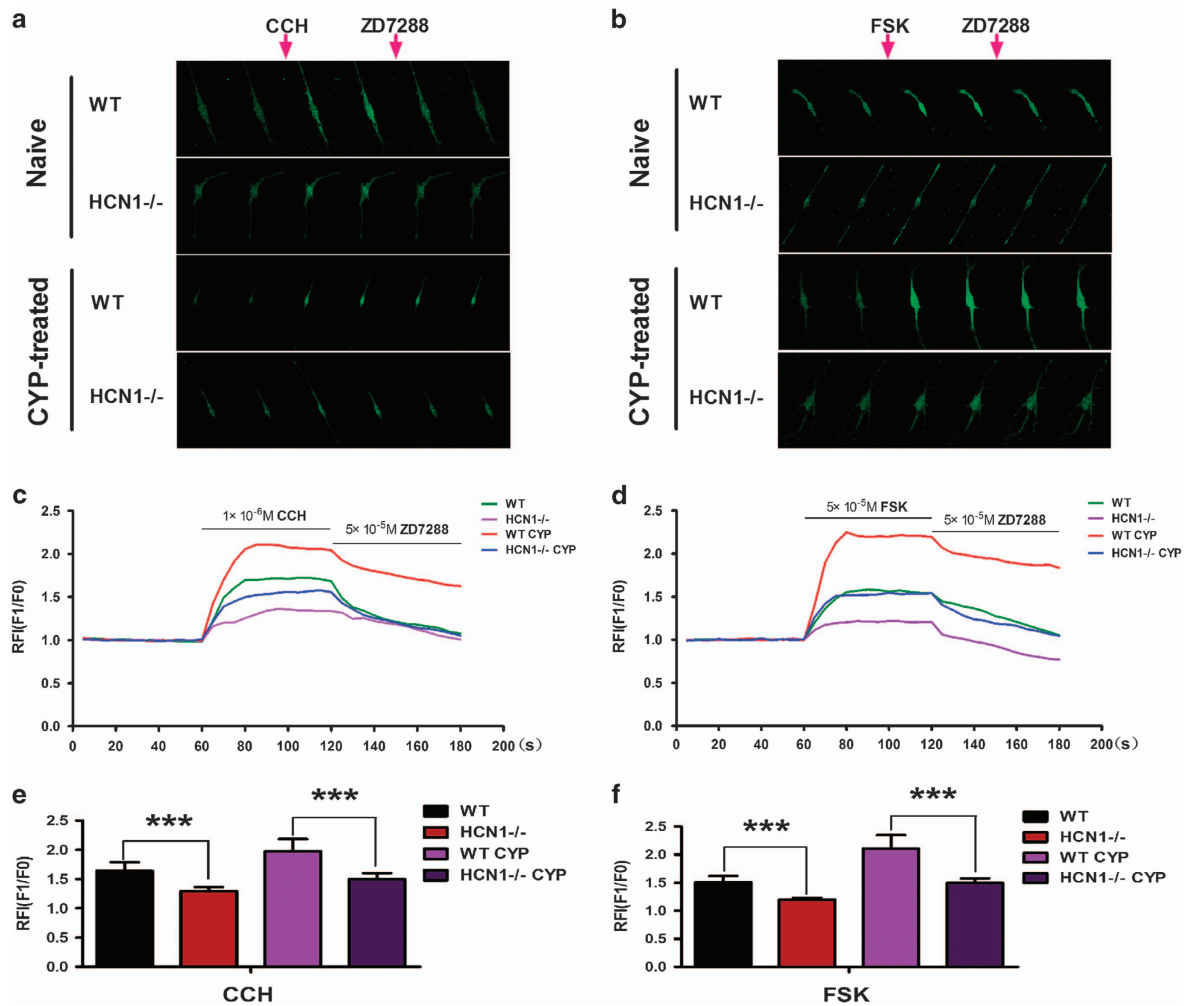 a
CCH ZD7288
Naive
WT
HCN1-/-
CYP-treated
WT
HCN1-/-
b
FSK ZD7288
Naive
WT
HCN1-/-
CYP-treated
WT
HCN1-/-
c
RFI(F1/F0)
2.5
2.0
1.5
1.0
0.5
0.0
1× 10⁻⁶M CCH
5× 10⁻⁵M ZD7288
WT
HCN1-/-
WT CYP
HCN1-/- CYP
0 20 40 60 80 100 120 140 160 180 200 (s)
d
RFI(F1/F0)
2.5
2.0
1.5
1.0
0.5
0.0
5× 10⁻⁵M FSK
5× 10⁻⁵M ZD7288
WT
HCN1-/-
WT CYP
HCN1-/- CYP
0 20 40 60 80 100 120 140 160 180 200 (s)
e
RFI(F1/F0)
2.5
2.0
1.5
1.0
0.5
0.0
*** ***
WT
HCN1-/-
WT CYP
HCN1-/- CYP
CCH
f
RFI(F1/F0)
2.5
2.0
1.5
1.0
0.5
0.0
*** ***
WT
HCN1-/-
WT CYP
HCN1-/- CYP
FSK